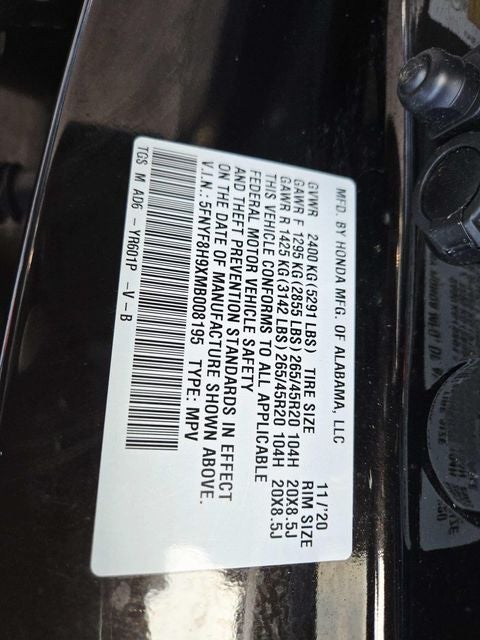 MFD. BY HONDA MFG. OF ALABAMA, LLC 11/'20
GVWR 2400 KG (5291 LBS) TIRE SIZE RIM SIZE
GAWR F 1295 KG (2855 LBS) 265/45R20 104H 20X8.5J
GAWR R 1425 KG (3142 LBS) 265/45R20 104H 20X8.5J
THIS VEHICLE CONFORMS TO ALL APPLICABLE
FEDERAL MOTOR VEHICLE SAFETY
AND THEFT PREVENTION STANDARDS IN EFFECT
ON THE DATE OF MANUFACTURE SHOWN ABOVE.
V.I.N.: 5FNYF8H9XMB008195 TYPE: MPV
TGS M AD6 - YR601P -V-B